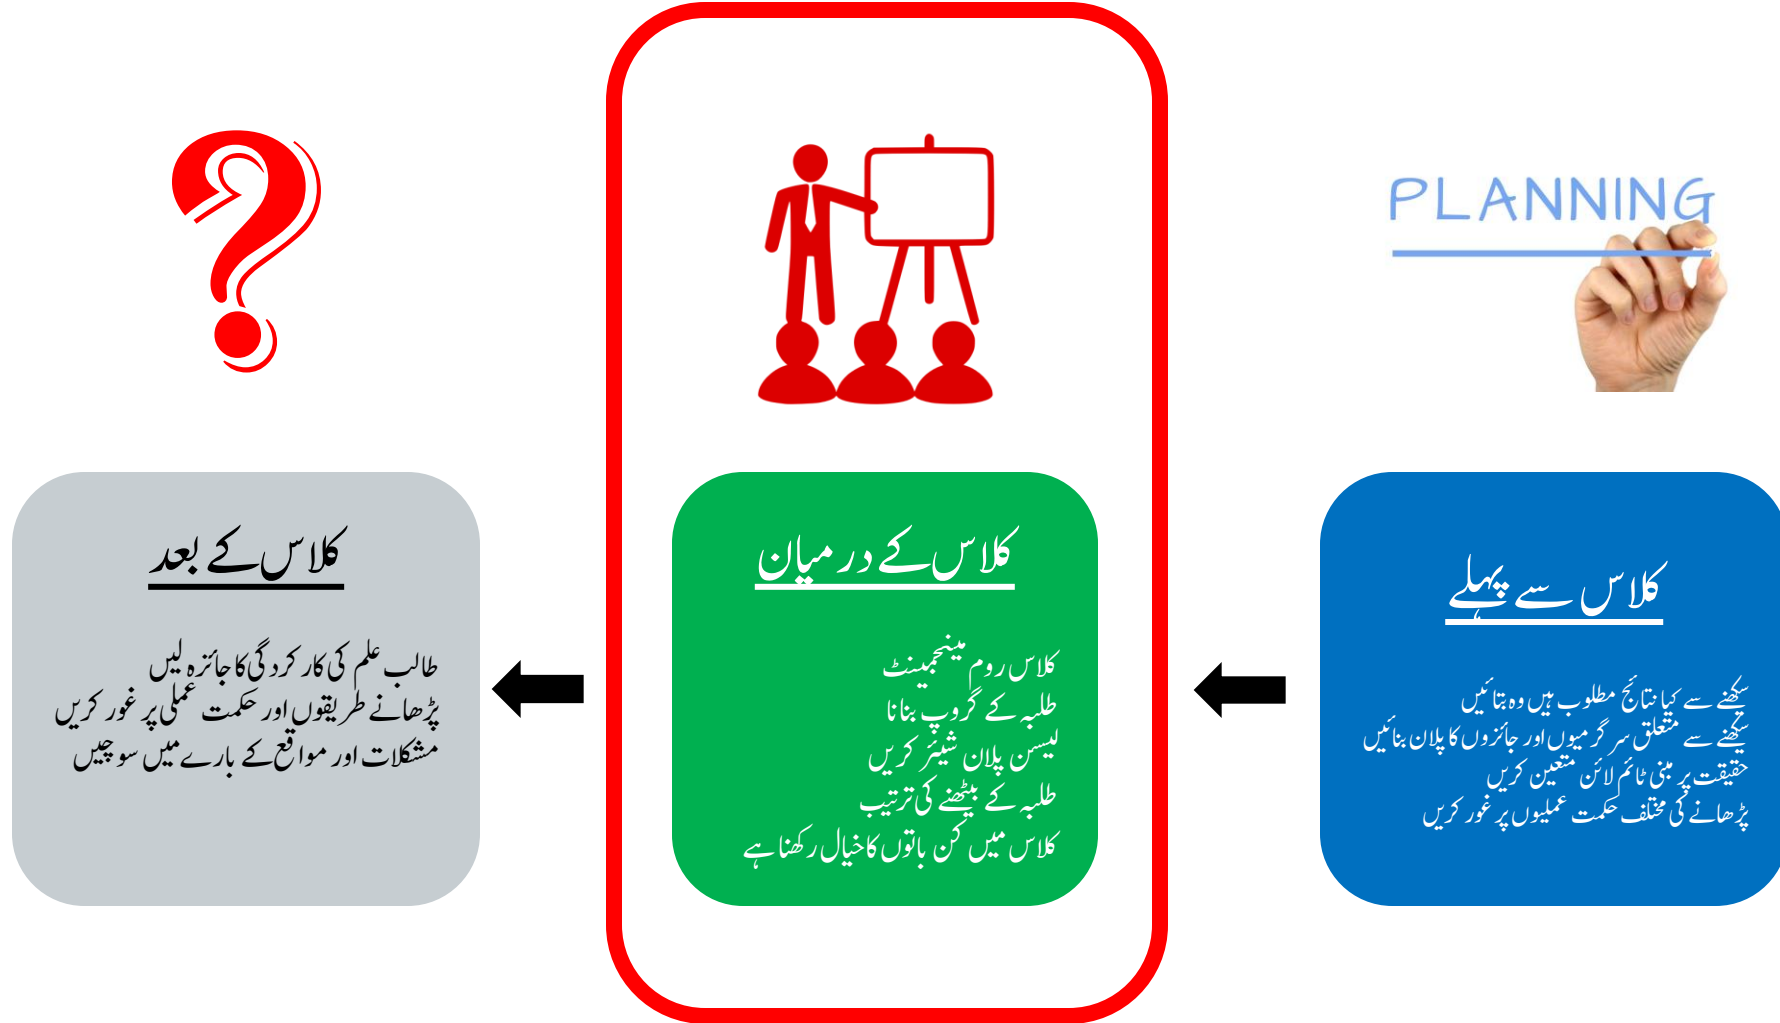 PLANNING
کلاس سے پہلے
سیکھنے سے کیا نتائج مطلوب ہیں وہ بتائیں
سیکھنے سے متعلق سرگرمیوں اور جائزوں کا پلان بنائیں
حقیقت پر مبنی ٹائم لائن متعین کریں
پڑھانے کی مختلف حکمت عملیوں پر غور کریں
کلاس کے درمیان
کلاس روم مینجمینٹ
طلبہ کے گروپ بنانا
لیسن پلان شیئر کریں
طلبہ کے بیٹھنے کی ترتیب
کلاس میں کن باتوں کا خیال رکھنا ہے
کلاس کے بعد
طالب علم کی کارکردگی کا جائزہ لیں
پڑھانے طریقوں اور حکمت عملی پر غور کریں
مشکلات اور مواقع کے بارے میں سوچیں